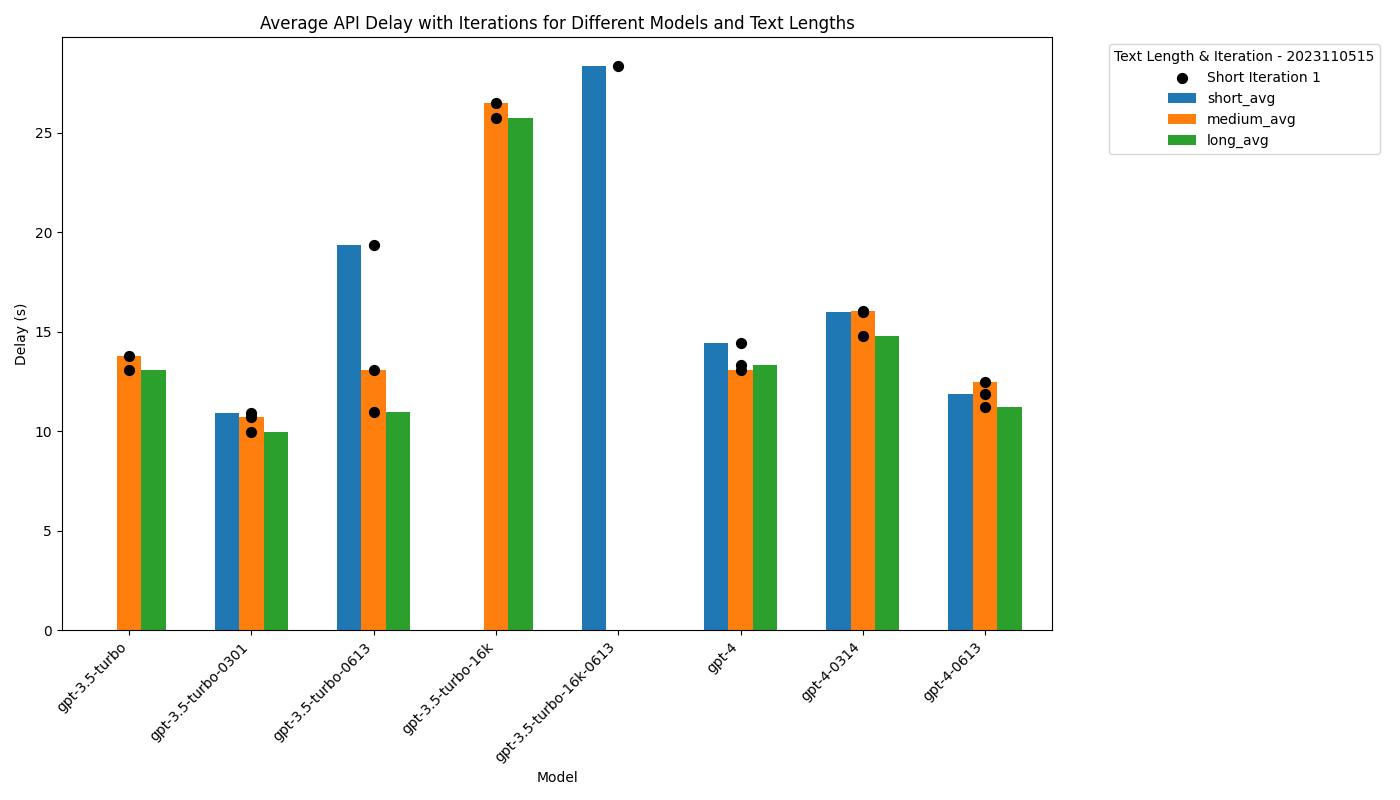 Average API Delay with Iterations for Different Models and Text Lengths
Text Length & Iteration - 2023110515
Short Iteration 1
short_avg
medium_avg
long_avg
Delay (s)
25
20
15
10
5
0
gpt-3.5-turbo
gpt-3.5-turbo-0301
gpt-3.5-turbo-0613
gpt-3.5-turbo-16k
gpt-3.5-turbo-16k-0613
gpt-4
gpt-4-0314
gpt-4-0613
Model